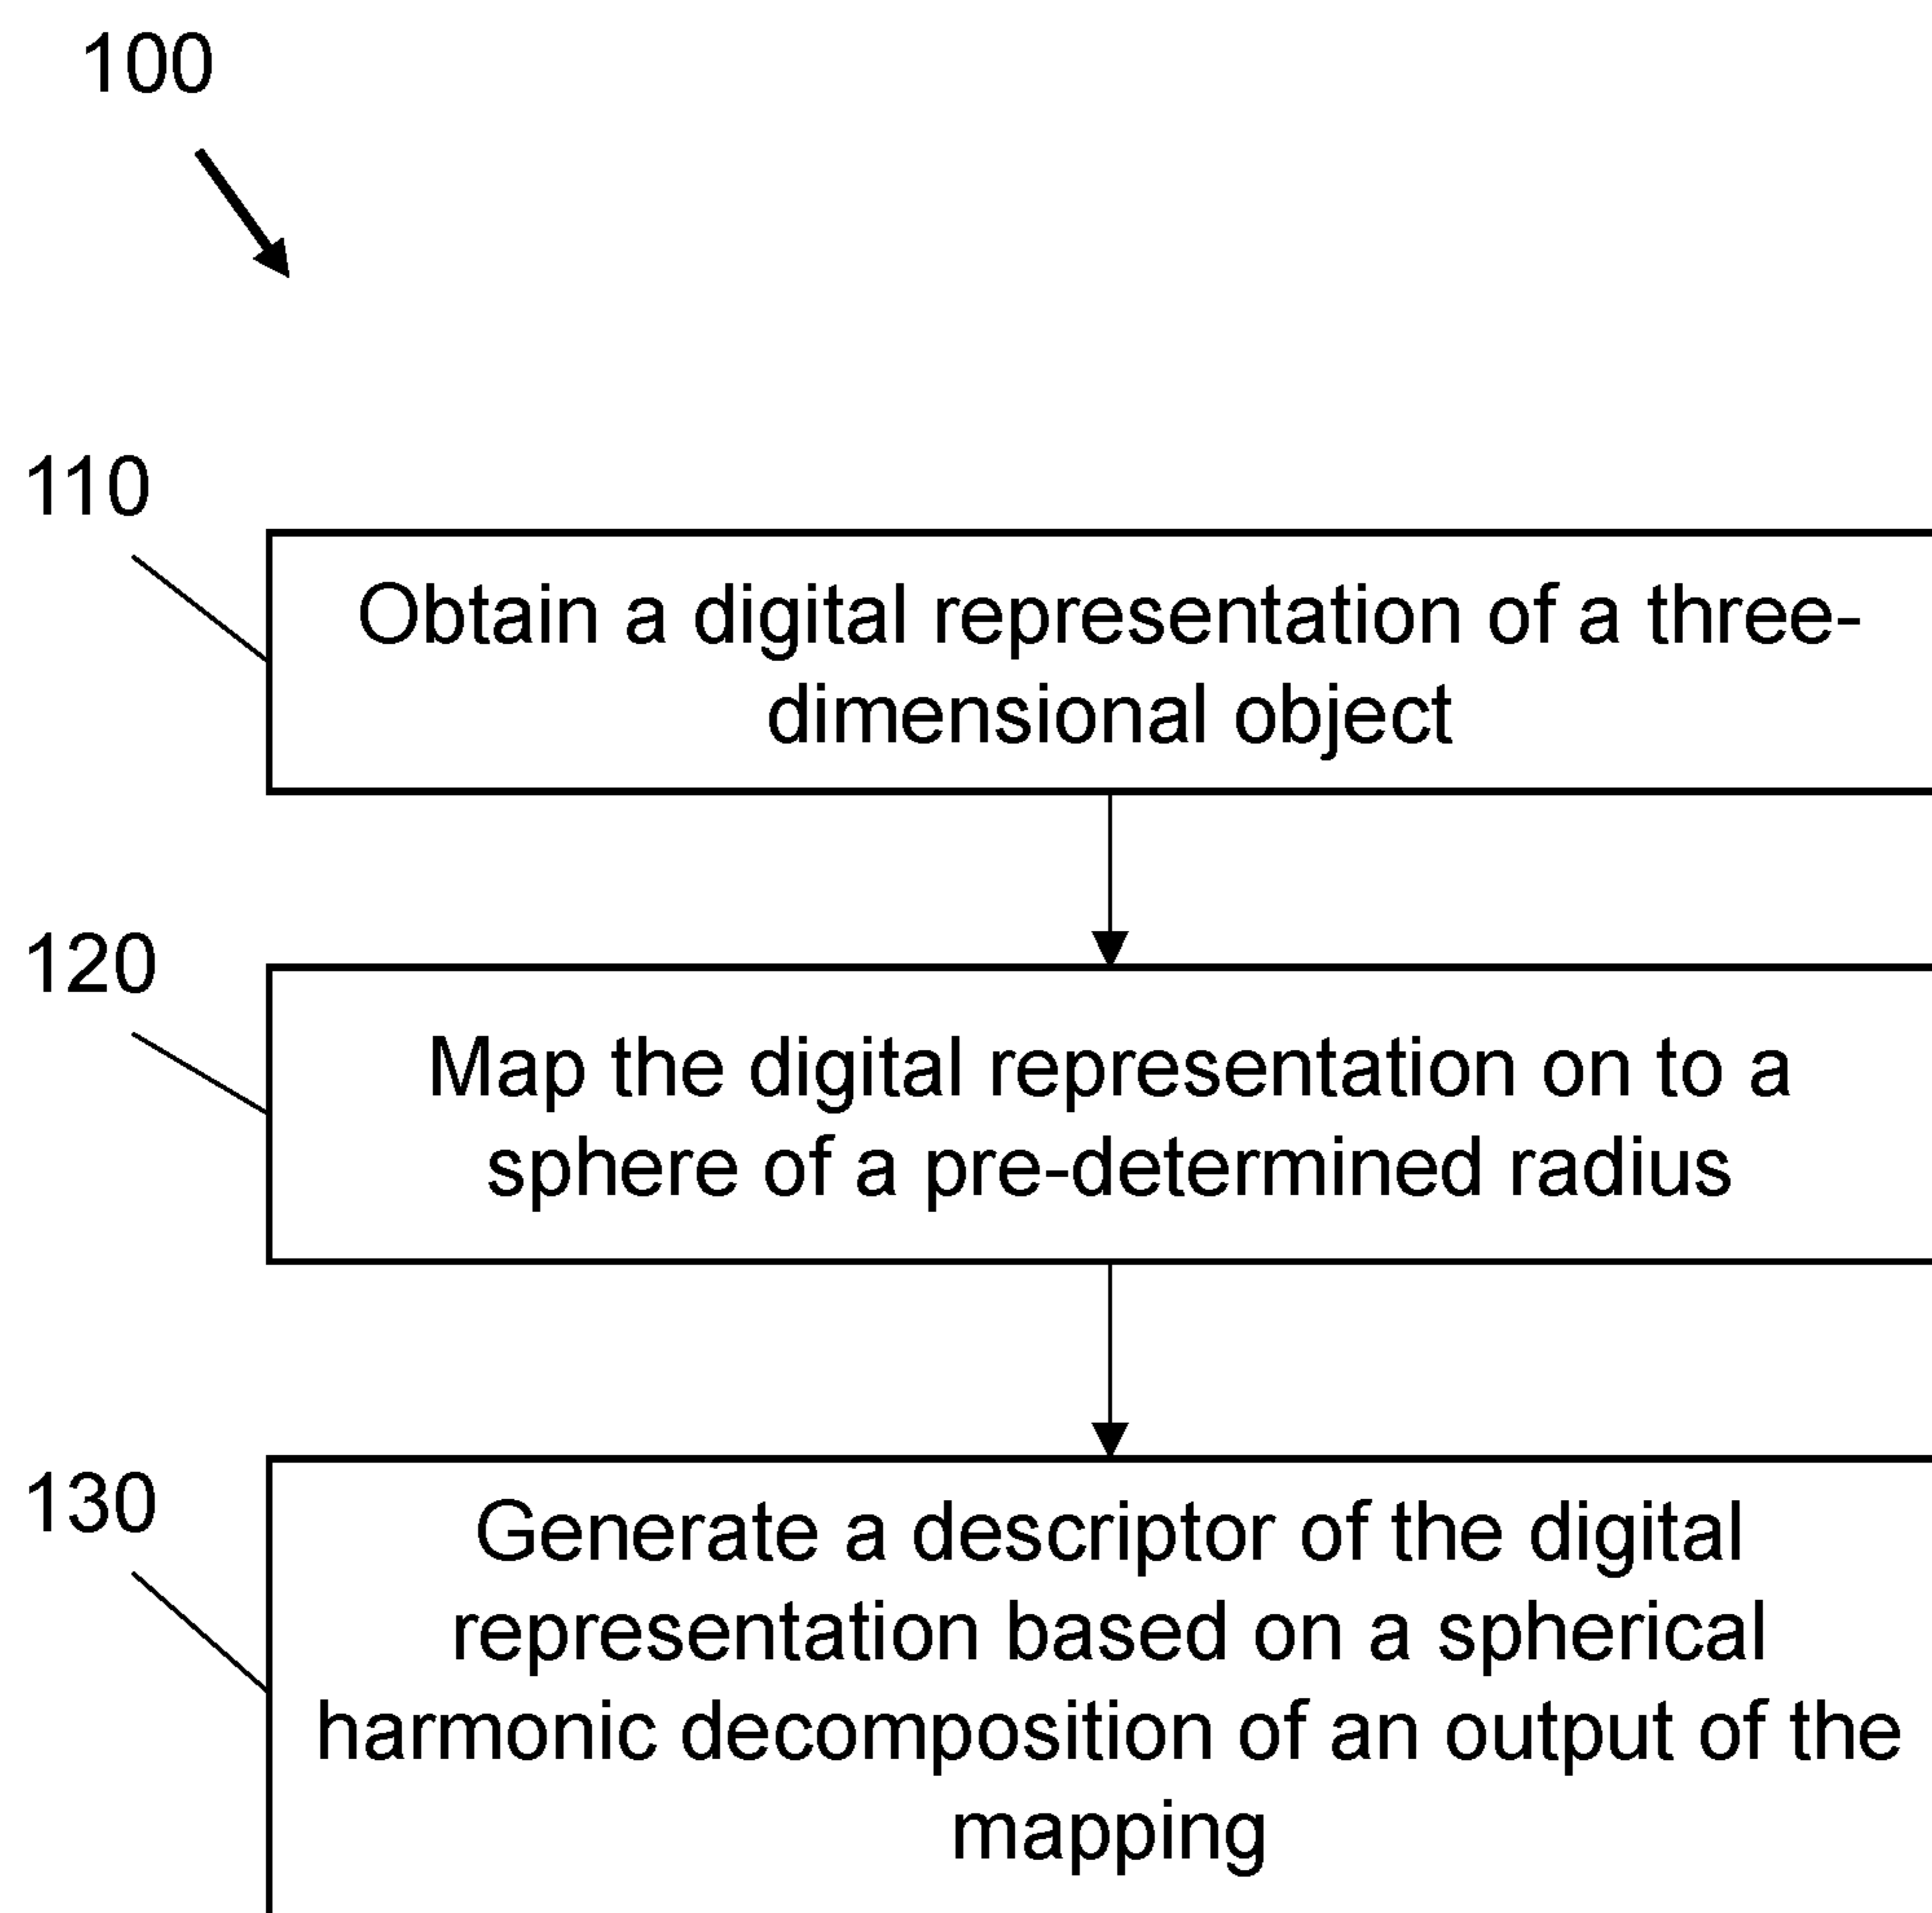 100
110
Obtain a digital representation of a three-
dimensional object
120
Map the digital representation on to a
sphere of a pre-determined radius
130
Generate a descriptor of the digital
representation based on a spherical
harmonic decomposition of an output of the
mapping